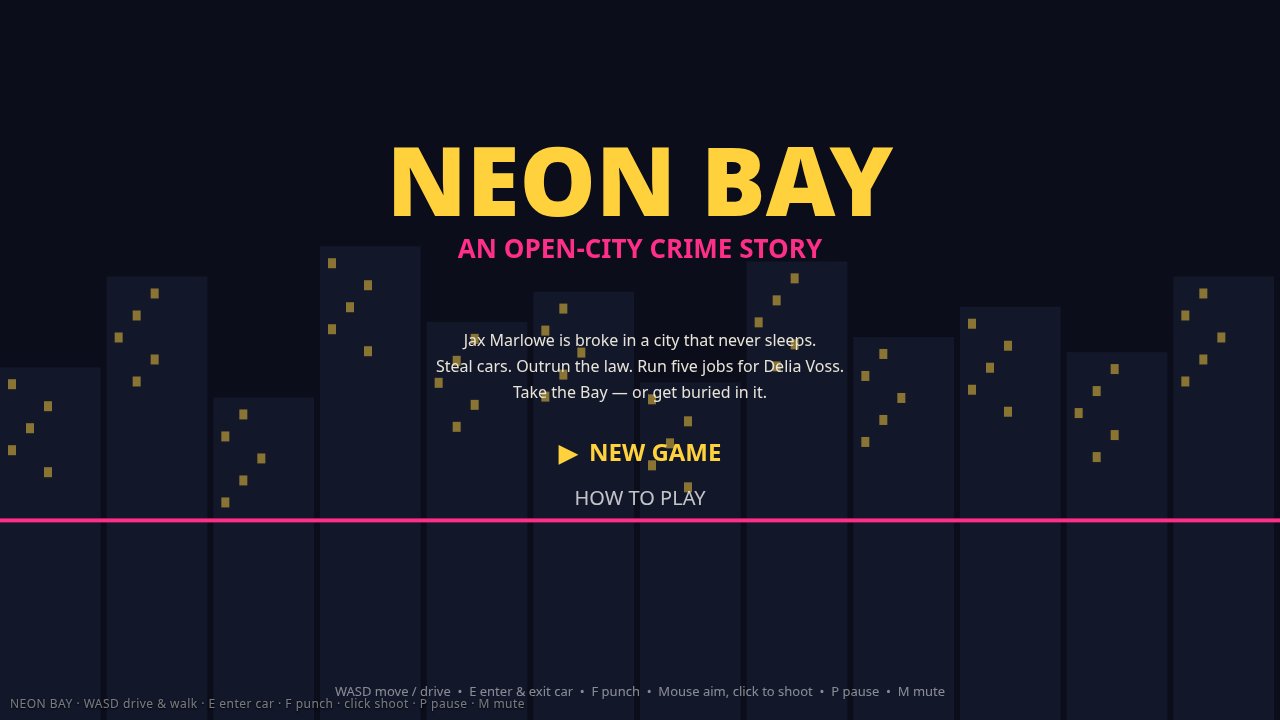 NEON BAY
AN OPEN-CITY CRIME STORY
Jax Marlowe is broke in a city that never sleeps.
Steal cars. Outrun the law. Run five jobs for Delia Voss.
Take the Bay — or get buried in it.
▶ NEW GAME
HOW TO PLAY
WASD move / drive • E enter & exit car • F punch • Mouse aim, click to shoot • P pause • M mute
NEON BAY · WASD drive & walk · E enter car · F punch · click shoot · P pause · M mute